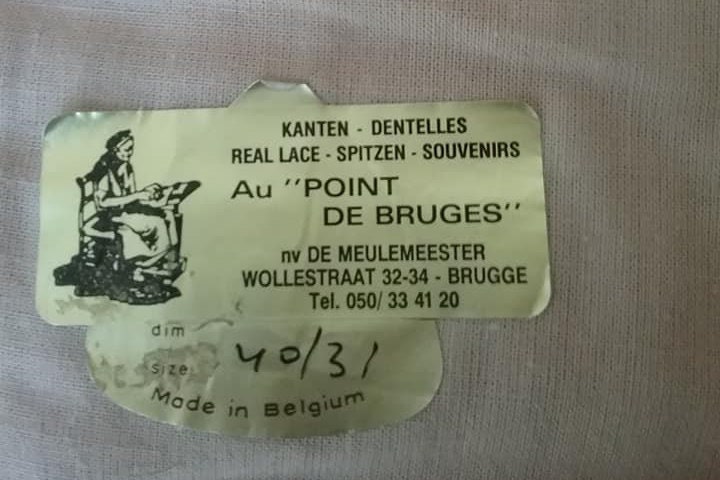 KANTEN - DENTELLES
REAL LACE - SPITZEN - SOUVENIRS
Au "POINT
DE BRUGES"
nv DE MEULEMEESTER
WOLLESTRAAT 32-34 - BRUGGE
Tel. 050/ 33 41 20
dim
size 40/31
Made in Belgium